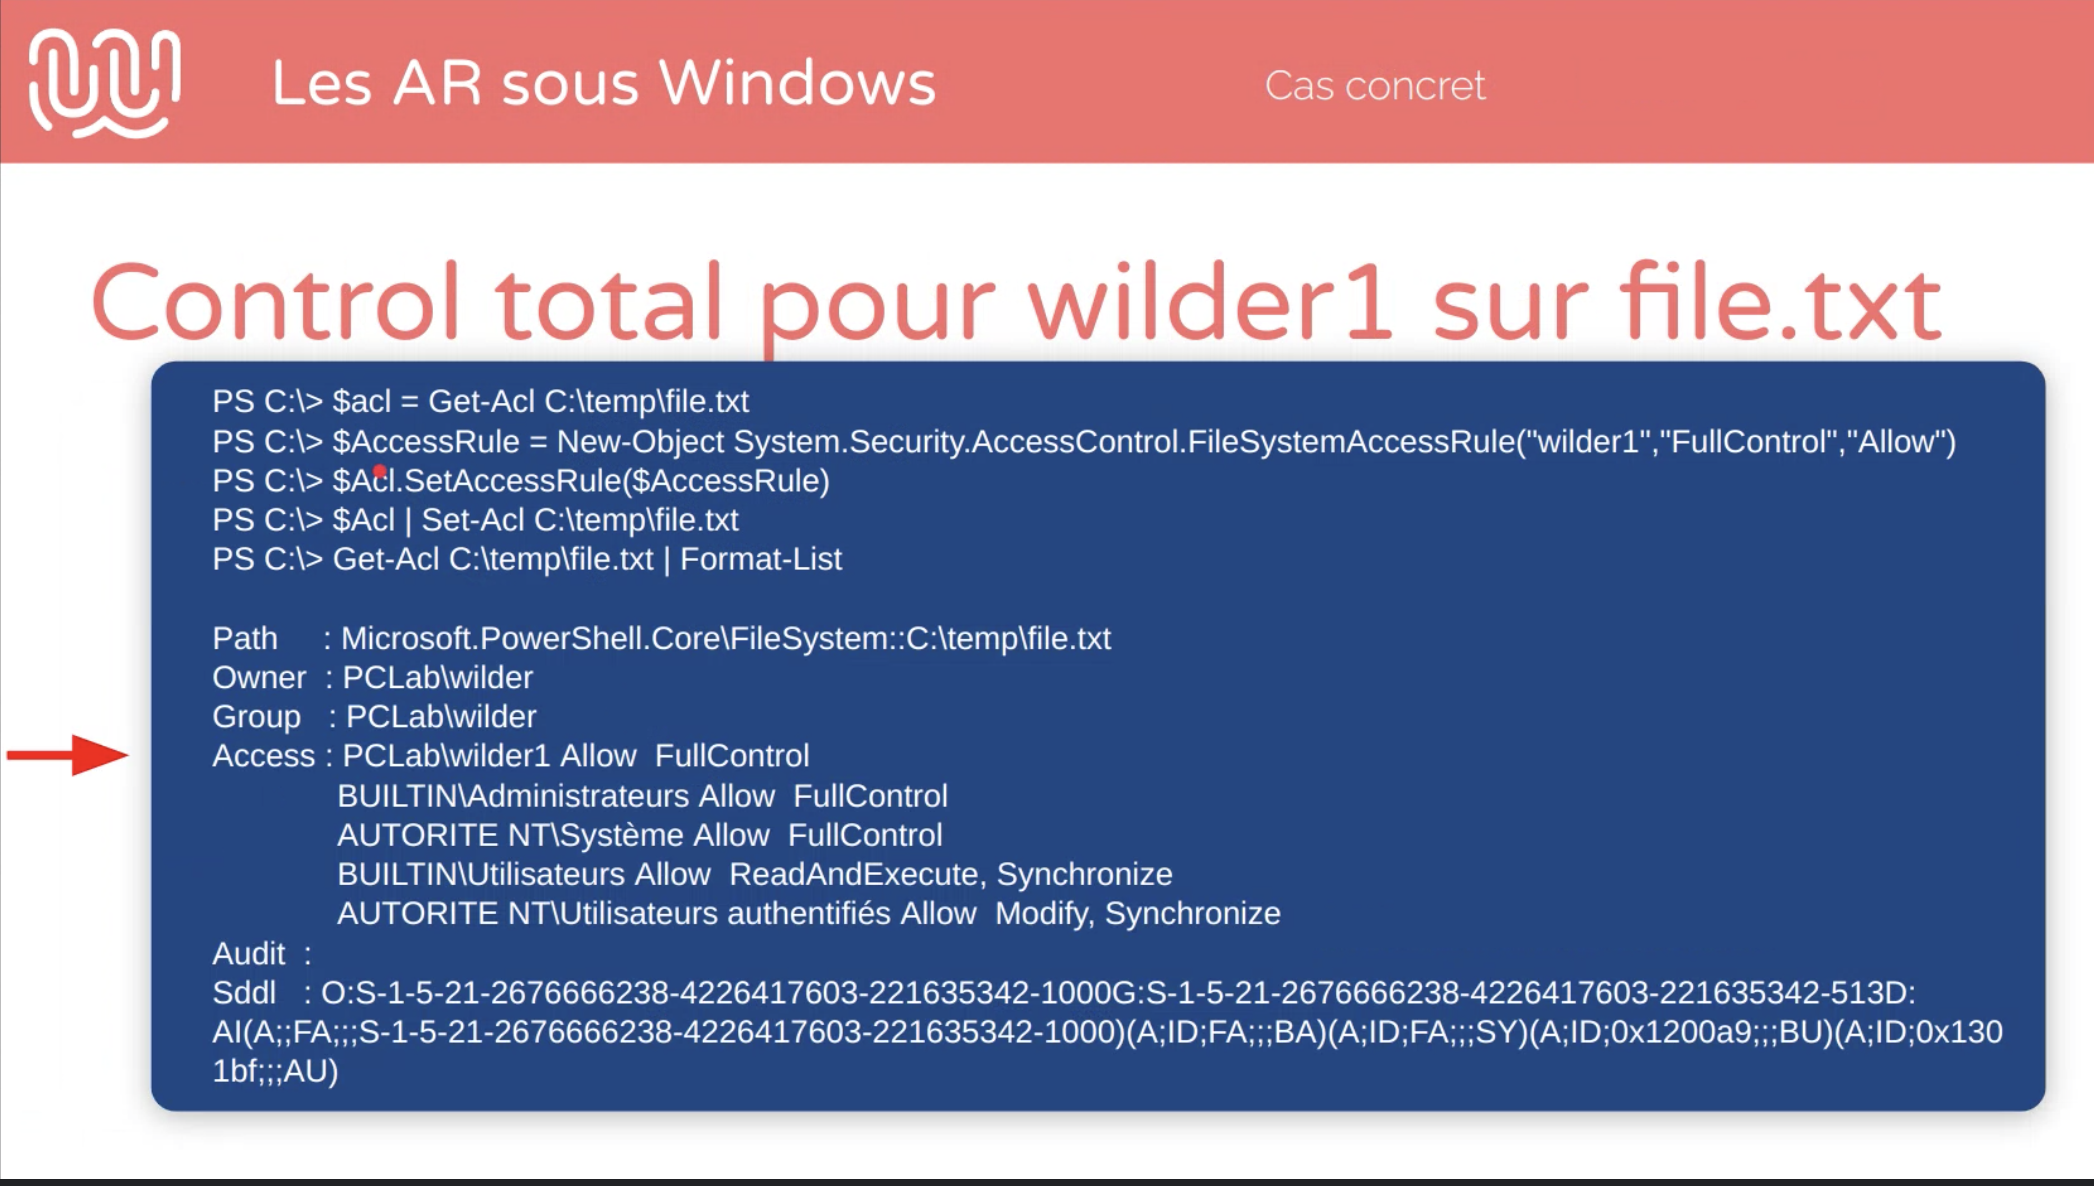 Les AR sous Windows
Cas concret
Control total pour wilder1 sur file.txt
PS C:\> $acl = Get-Acl C:\temp\file.txt
PS C:\> $AccessRule = New-Object System.Security.AccessControl.FileSystemAccessRule("wilder1","FullControl","Allow")
PS C:\> $Acl.SetAccessRule($AccessRule)
PS C:\> $Acl | Set-Acl C:\temp\file.txt
PS C:\> Get-Acl C:\temp\file.txt | Format-List
Path : Microsoft.PowerShell.Core\FileSystem::C:\temp\file.txt
Owner : PCLab\wilder
Group : PCLab\wilder
Access : PCLab\wilder1 Allow FullControl
BUILTIN\Administrateurs Allow FullControl
AUTORITE NT\Système Allow FullControl
BUILTIN\Utilisateurs Allow ReadAndExecute, Synchronize
AUTORITE NT\Utilisateurs authentifiés Allow Modify, Synchronize
Audit :
Sddl : O:S-1-5-21-2676666238-4226417603-221635342-1000G:S-1-5-21-2676666238-4226417603-221635342-513D:
AI(A;;FA;;;S-1-5-21-2676666238-4226417603-221635342-1000)(A;ID;FA;;;BA)(A;ID;FA;;;SY)(A;ID;0x1200a9;;;BU)(A;ID;0x130
1bf;;;AU)